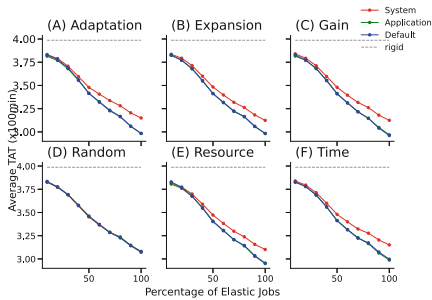 System
Application
Default
rigid
(A) Adaptation
(B) Expansion
(C) Gain
4,00
3,75
3,50
3,25
3,00
(D) Random
(E) Resource
(F) Time
4,00
3,75
3,50
3,25
3,00
50
100
50
100
50
100
Average TAT (x100min)
Percentage of Elastic Jobs